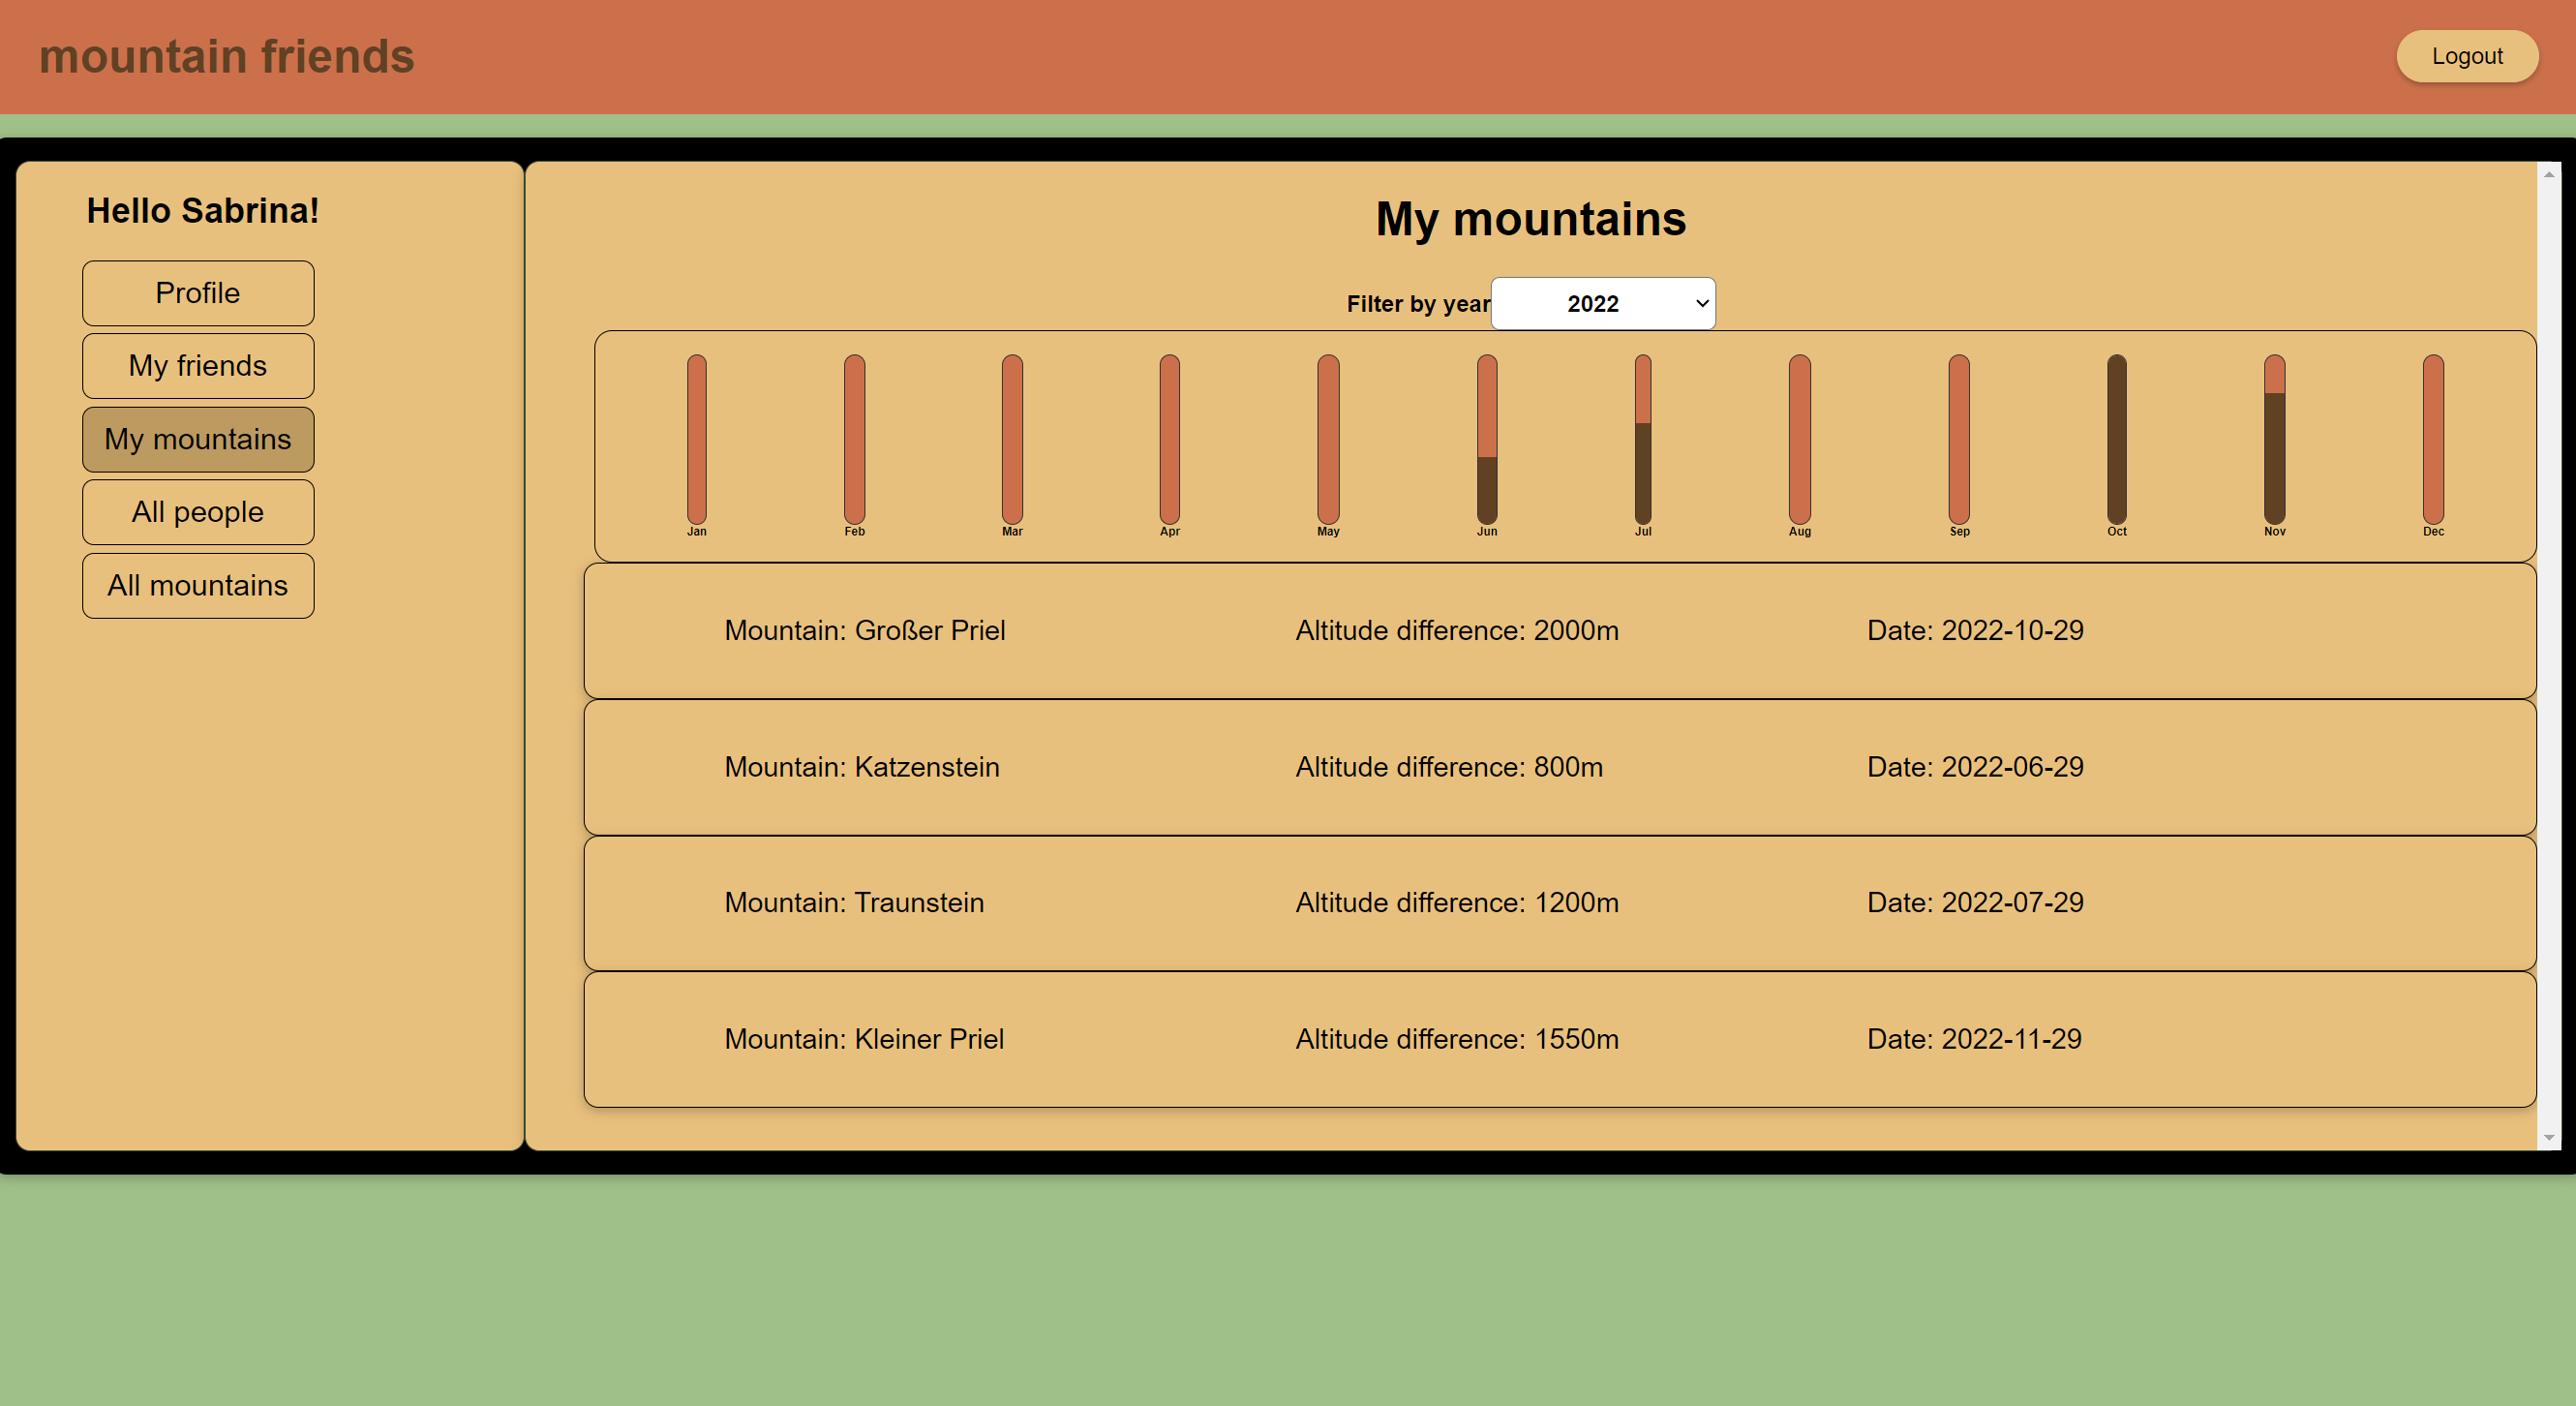 mountain friends
Logout
Hello Sabrina!
Profile
My friends
My mountains
All people
All mountains
My mountains
Filter by year 2022
Jan Feb Mar Apr May Jun Jul Aug Sep Oct Nov Dec
Mountain: Großer Priel Altitude difference: 2000m Date: 2022-10-29
Mountain: Katzenstein Altitude difference: 800m Date: 2022-06-29
Mountain: Traunstein Altitude difference: 1200m Date: 2022-07-29
Mountain: Kleiner Priel Altitude difference: 1550m Date: 2022-11-29